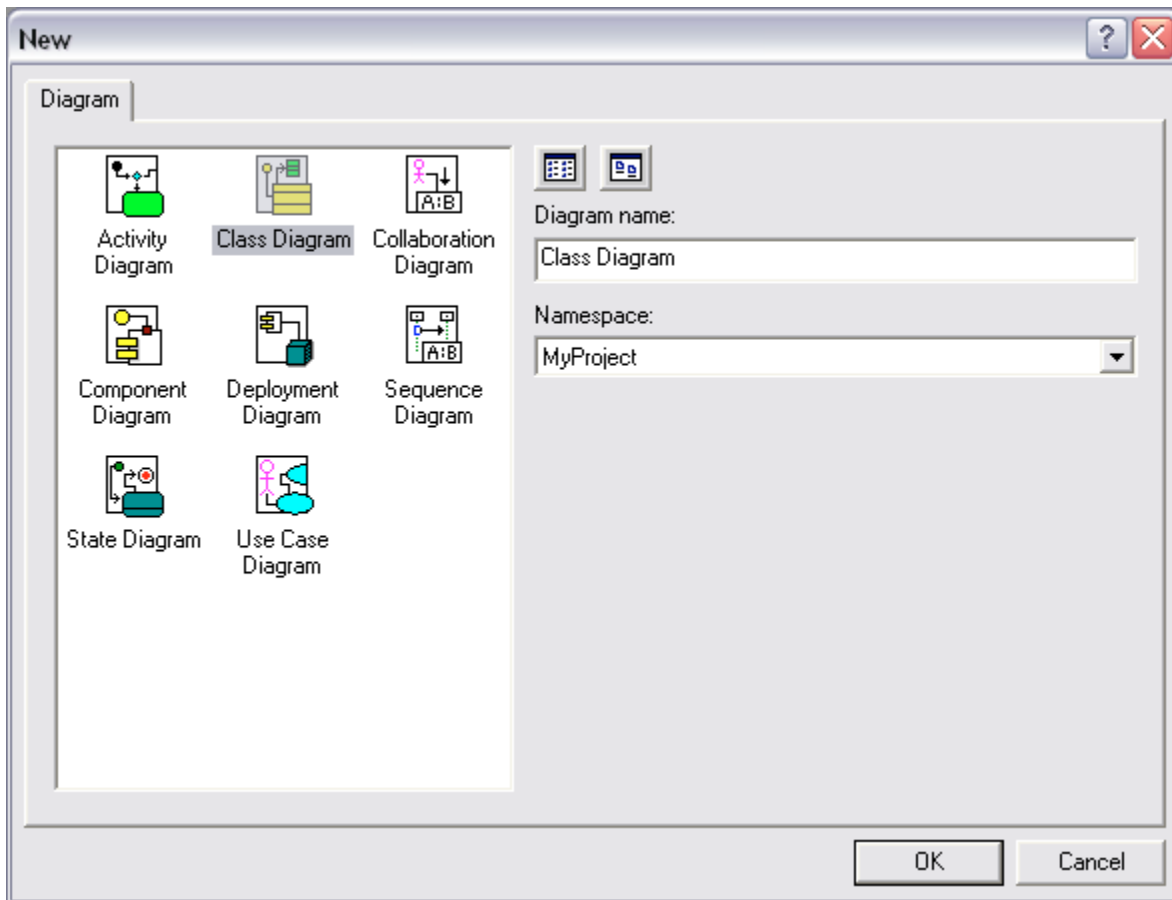 New
Diagram
Activity
Diagram
Class Diagram
Collaboration
Diagram
Component
Diagram
Deployment
Diagram
Sequence
Diagram
State Diagram
Use Case
Diagram
A:B
A:B
Diagram name:
Class Diagram
Namespace:
MyProject
OK
Cancel